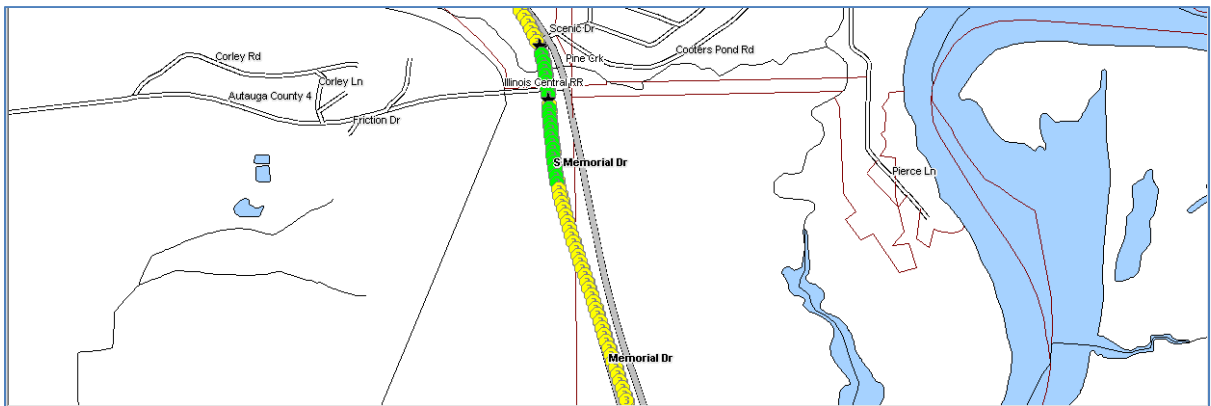 Scenic Dr
Corley Rd
Cooters Pond Rd
Pine Crk
Corley Ln
Illinois Central RR
Autauga County 4
Friction Dr
S Memorial Dr
Pierce Ln
Memorial Dr
3